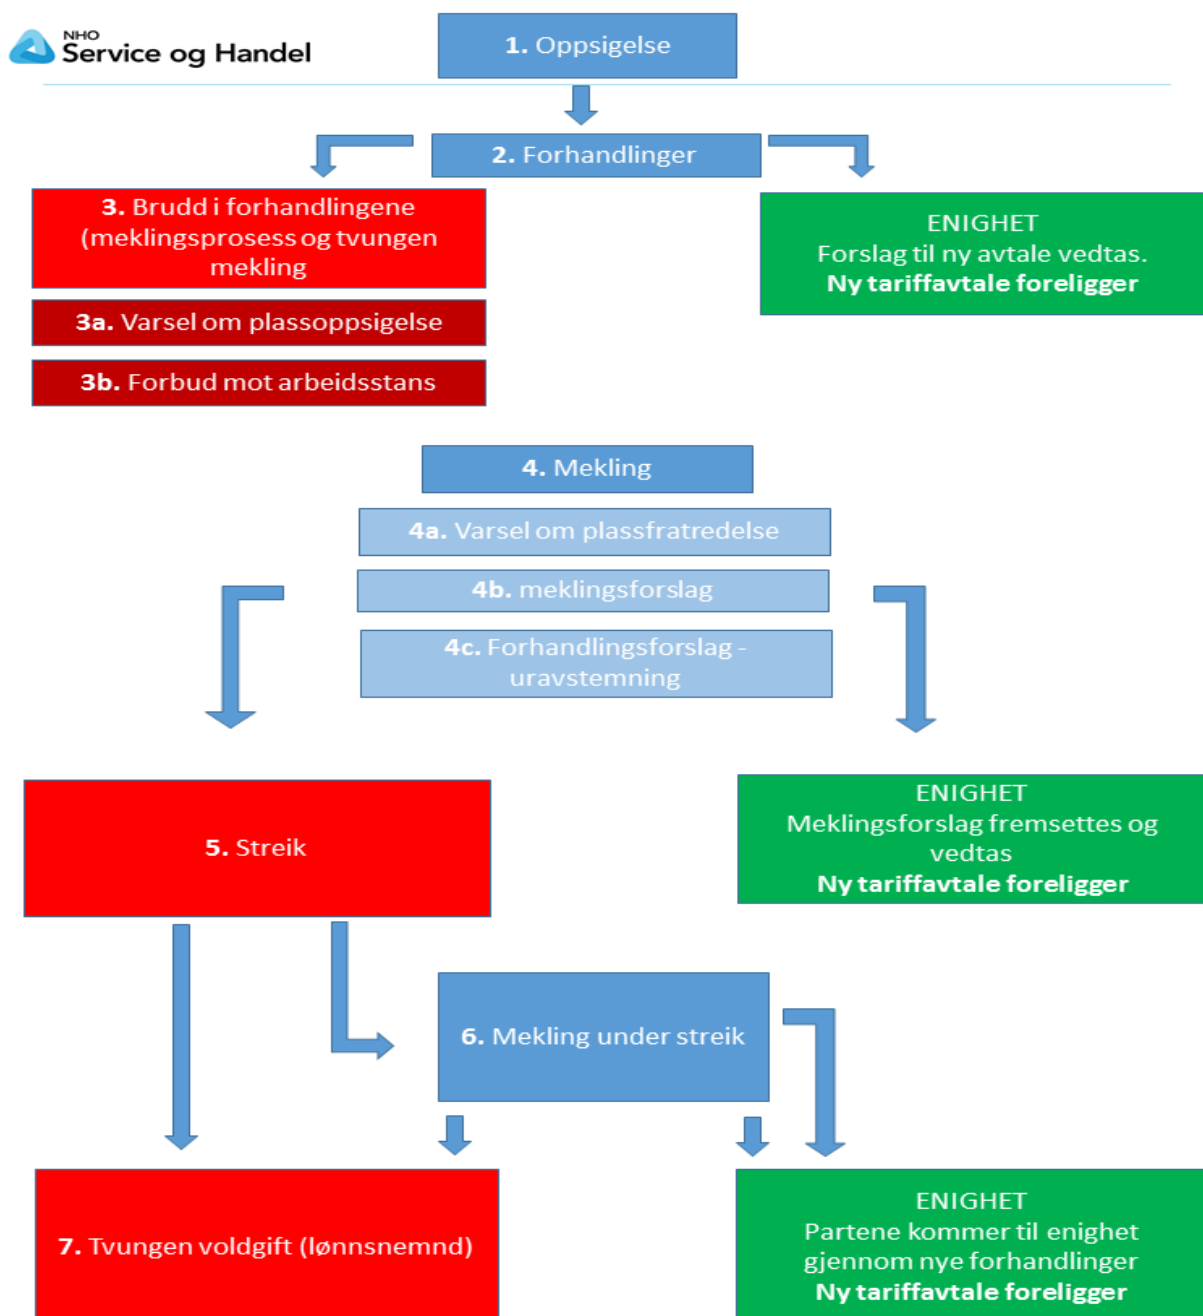 NHO
Service og Handel
1. Oppsigelse
2. Forhandlinger
3. Brudd i forhandlingene
(meklingsprosess og tvungen
mekling
ENIGHET
Forslag til ny avtale vedtas.
Ny tariffavtale foreligger
3a. Varsel om plassoppsigelse
3b. Forbud mot arbeidsstans
4. Mekling
4a. Varsel om plassfratredelse
4b. meklingsforslag
4c. Forhandlingsforslag -
uravstemning
5. Streik
ENIGHET
Meklingsforslag fremsettes og
vedtas
Ny tariffavtale foreligger
6. Mekling under streik
7. Tvungen voldgift (lønnsnemnd)
ENIGHET
Partene kommer til enighet
gjennom nye forhandlinger
Ny tariffavtale foreligger